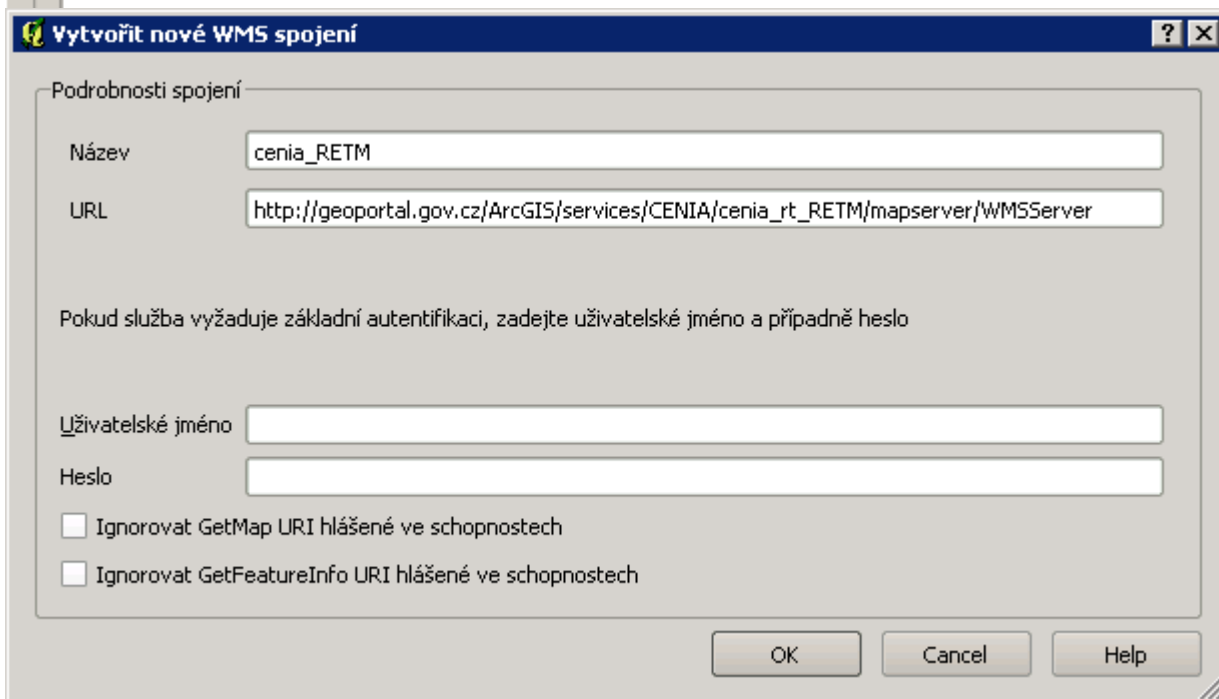 Vytvořit nové WMS spojení
Podrobnosti spojení
Název
cenia_RETM
URL
http://geoportal.gov.cz/ArcGIS/services/CENIA/cenia_rt_RETM/mapserver/WMSServer
Pokud služba vyžaduje základní autentifikaci, zadejte uživatelské jméno a případně heslo
Uživatelské jméno
Heslo
Ignorovat GetMap URI hlášené ve schopnostech
Ignorovat GetFeatureInfo URI hlášené ve schopnostech
OK
Cancel
Help